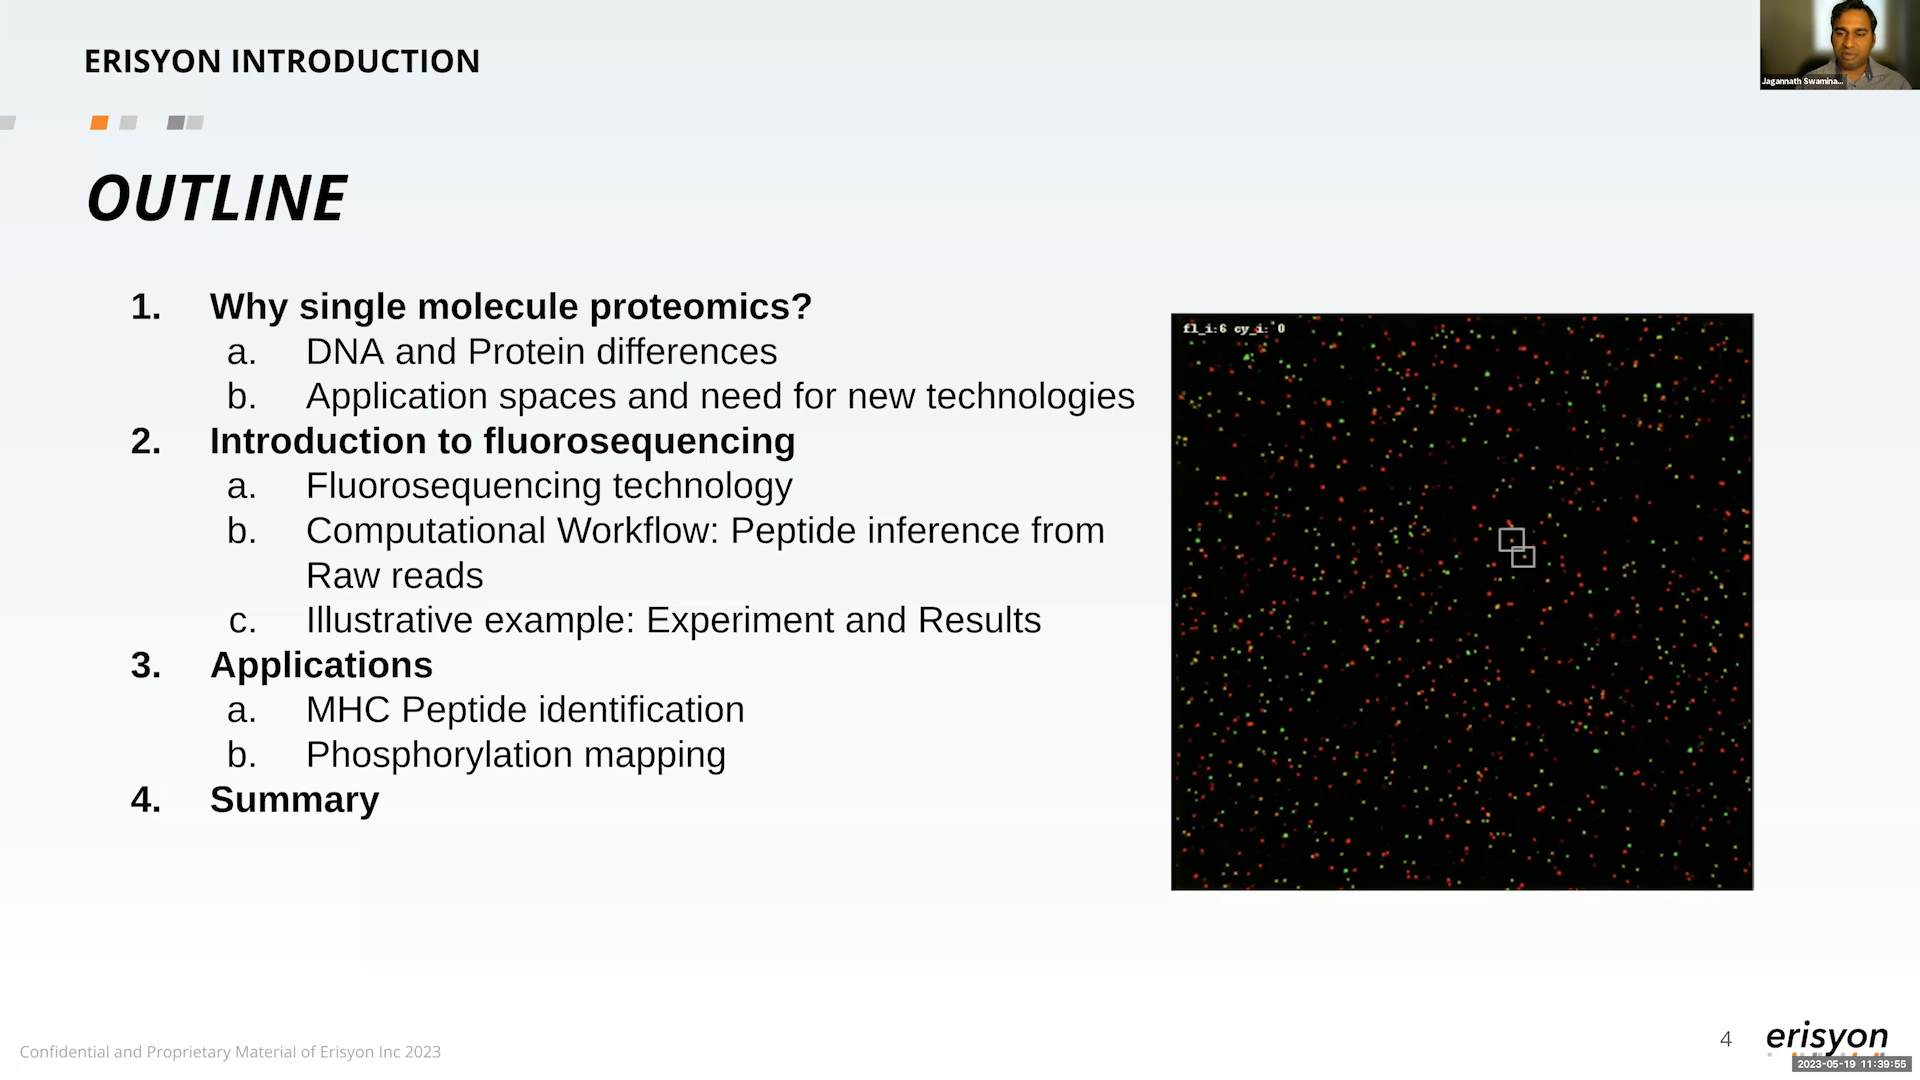 ERISYON INTRODUCTION
Jagannath Swamina...
OUTLINE
1. Why single molecule proteomics?
a. DNA and Protein differences
b. Application spaces and need for new technologies
2. Introduction to fluorosequencing
a. Fluorosequencing technology
b. Computational Workflow: Peptide inference from
Raw reads
c. Illustrative example: Experiment and Results
3. Applications
a. MHC Peptide identification
b. Phosphorylation mapping
4. Summary
fl_i:6 cy_i: 0
Confidential and Proprietary Material of Erisyon Inc 2023
4
erisyon
2023-05-19 11:39:55